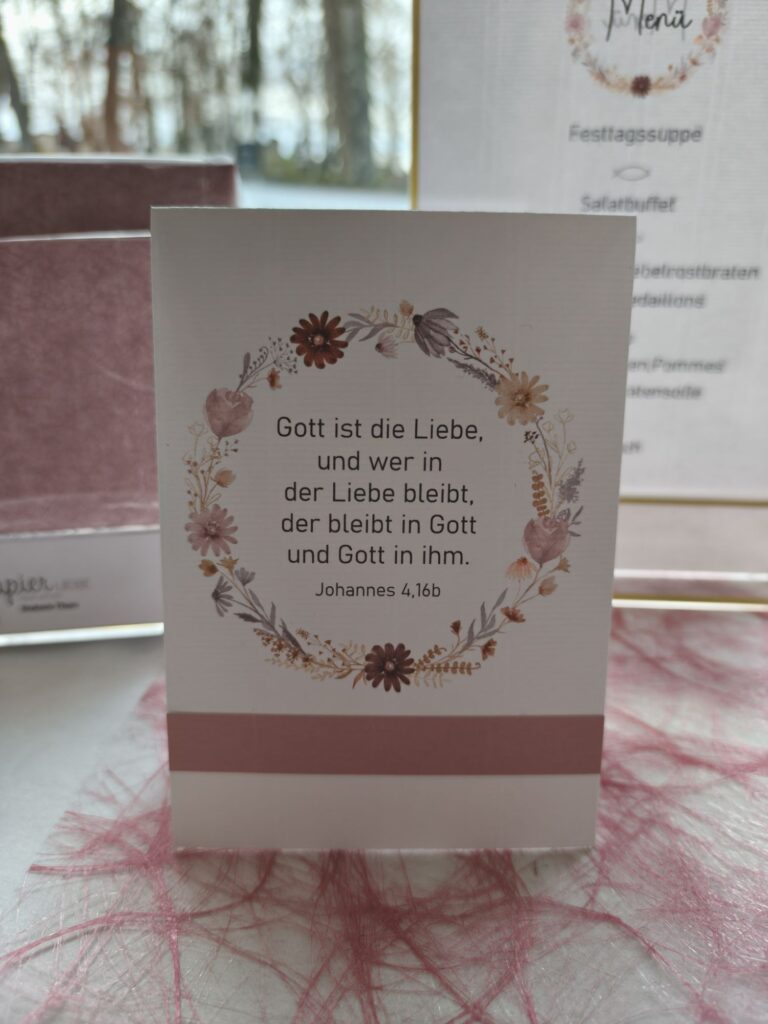 Gott ist die Liebe,
und wer in
der Liebe bleibt,
der bleibt in Gott
und Gott in ihm.
Johannes 4,16b
Menü
Festtagssuppe
Salatbuffet